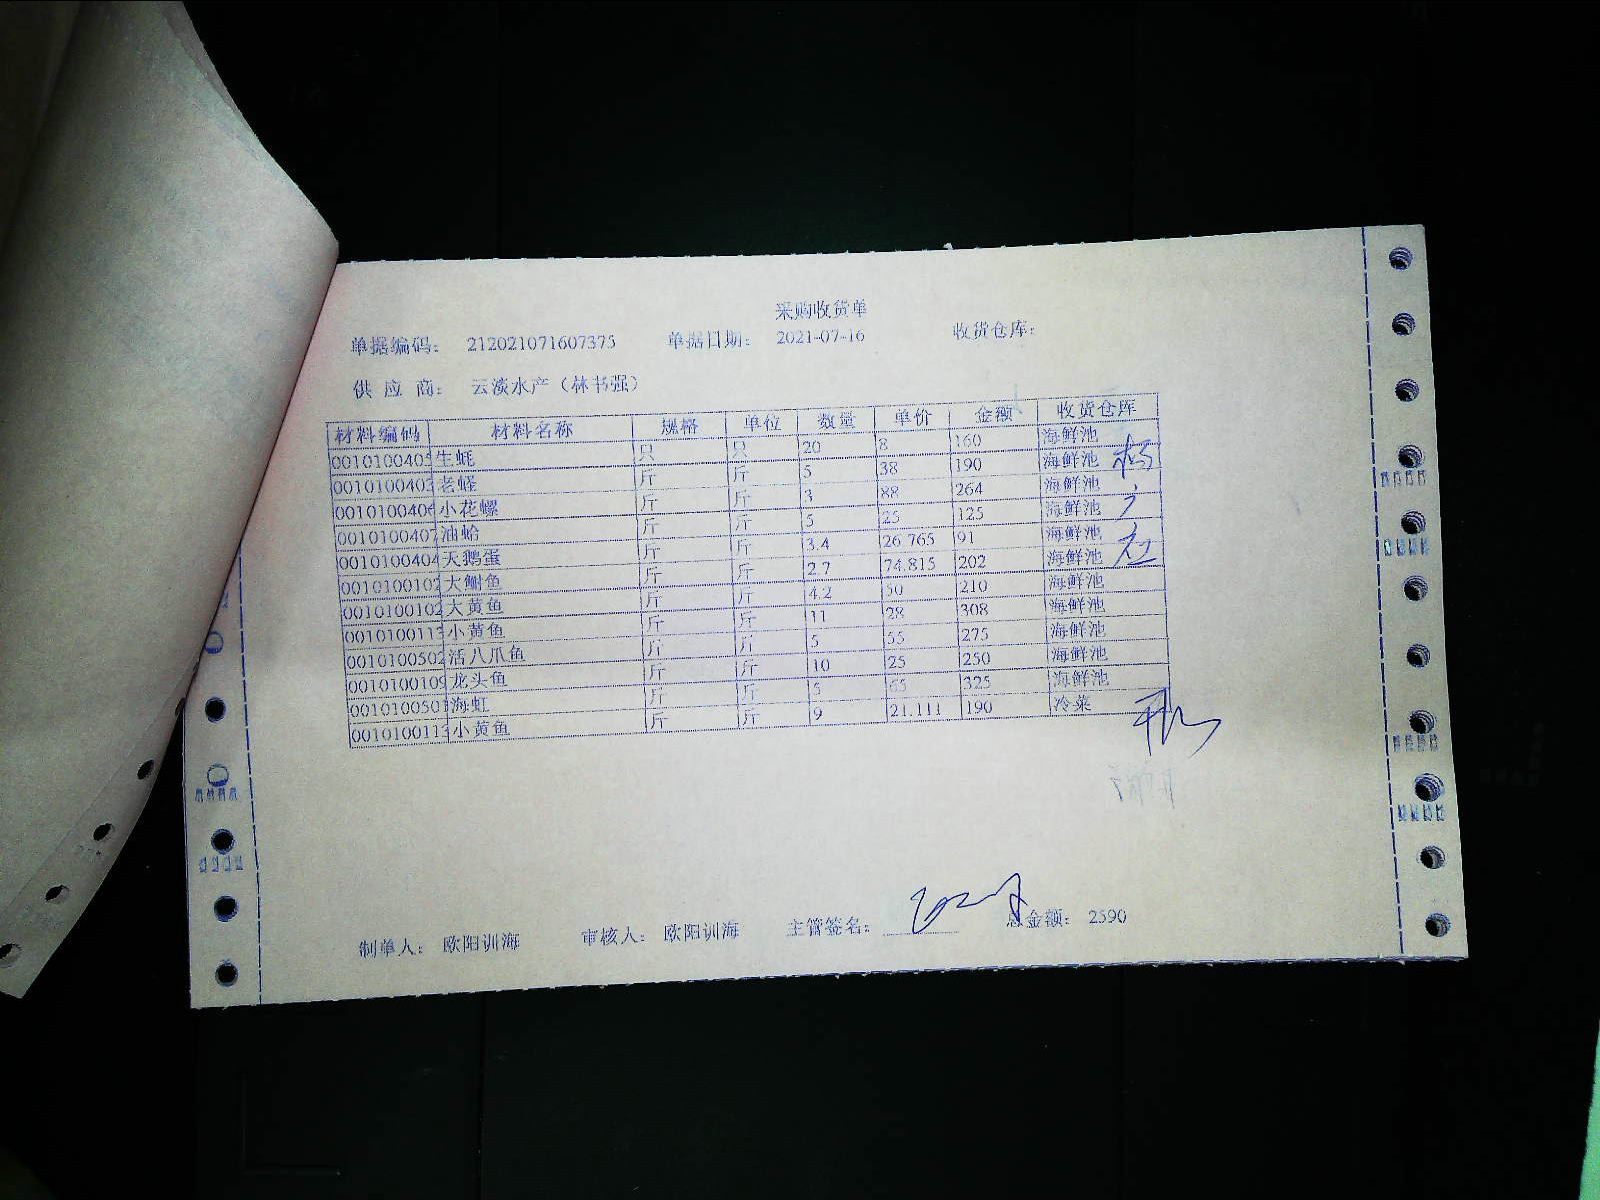 采购收货单
单据编码： 212021071607375 单据日期： 2021-07-16 收货仓库：
供 应 商： 云淡水产（林书强）
材料编码 材料名称 规格 单位 数量 单价 金额 收货仓库
0010100405 生蚝 只 只 20 8 160 海鲜池
0010100403 老蛏 斤 斤 5 38 190 海鲜池
0010100406 小花螺 斤 斤 3 88 264 海鲜池
0010100407 油蛤 斤 斤 5 25 125 海鲜池
0010100404 天鹅蛋 斤 斤 3.4 26.765 91 海鲜池
0010100102 大鮒鱼 斤 斤 2.7 74.815 202 海鲜池
0010100102 大黄鱼 斤 斤 4.2 50 210 海鲜池
0010100113 小黄鱼 斤 斤 11 28 308 海鲜池
0010100502 活八爪鱼 斤 斤 5 55 275 海鲜池
0010100109 龙头鱼 斤 斤 10 25 250 海鲜池
001010050 海虹 斤 斤 5 65 325 海鲜池
0010100113 小黄鱼 斤 斤 9 21.111 190 冷菜
制单人： 欧阳训海 审核人： 欧阳训海 主管签名： 总金额： 2590